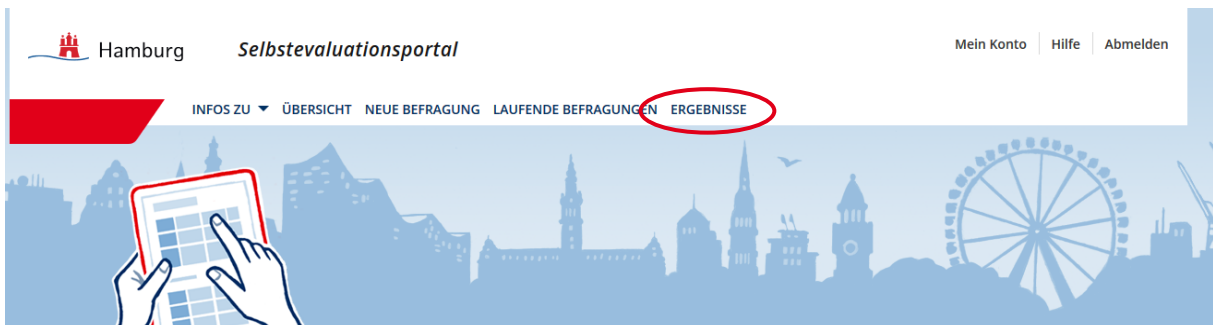 Hamburg Selbstevaluationsportal Mein Konto Hilfe Abmelden
INFOS ZU ÜBERSICHT NEUE BEFRAGUNG LAUFENDE BEFRAGUNGEN ERGEBNISSE